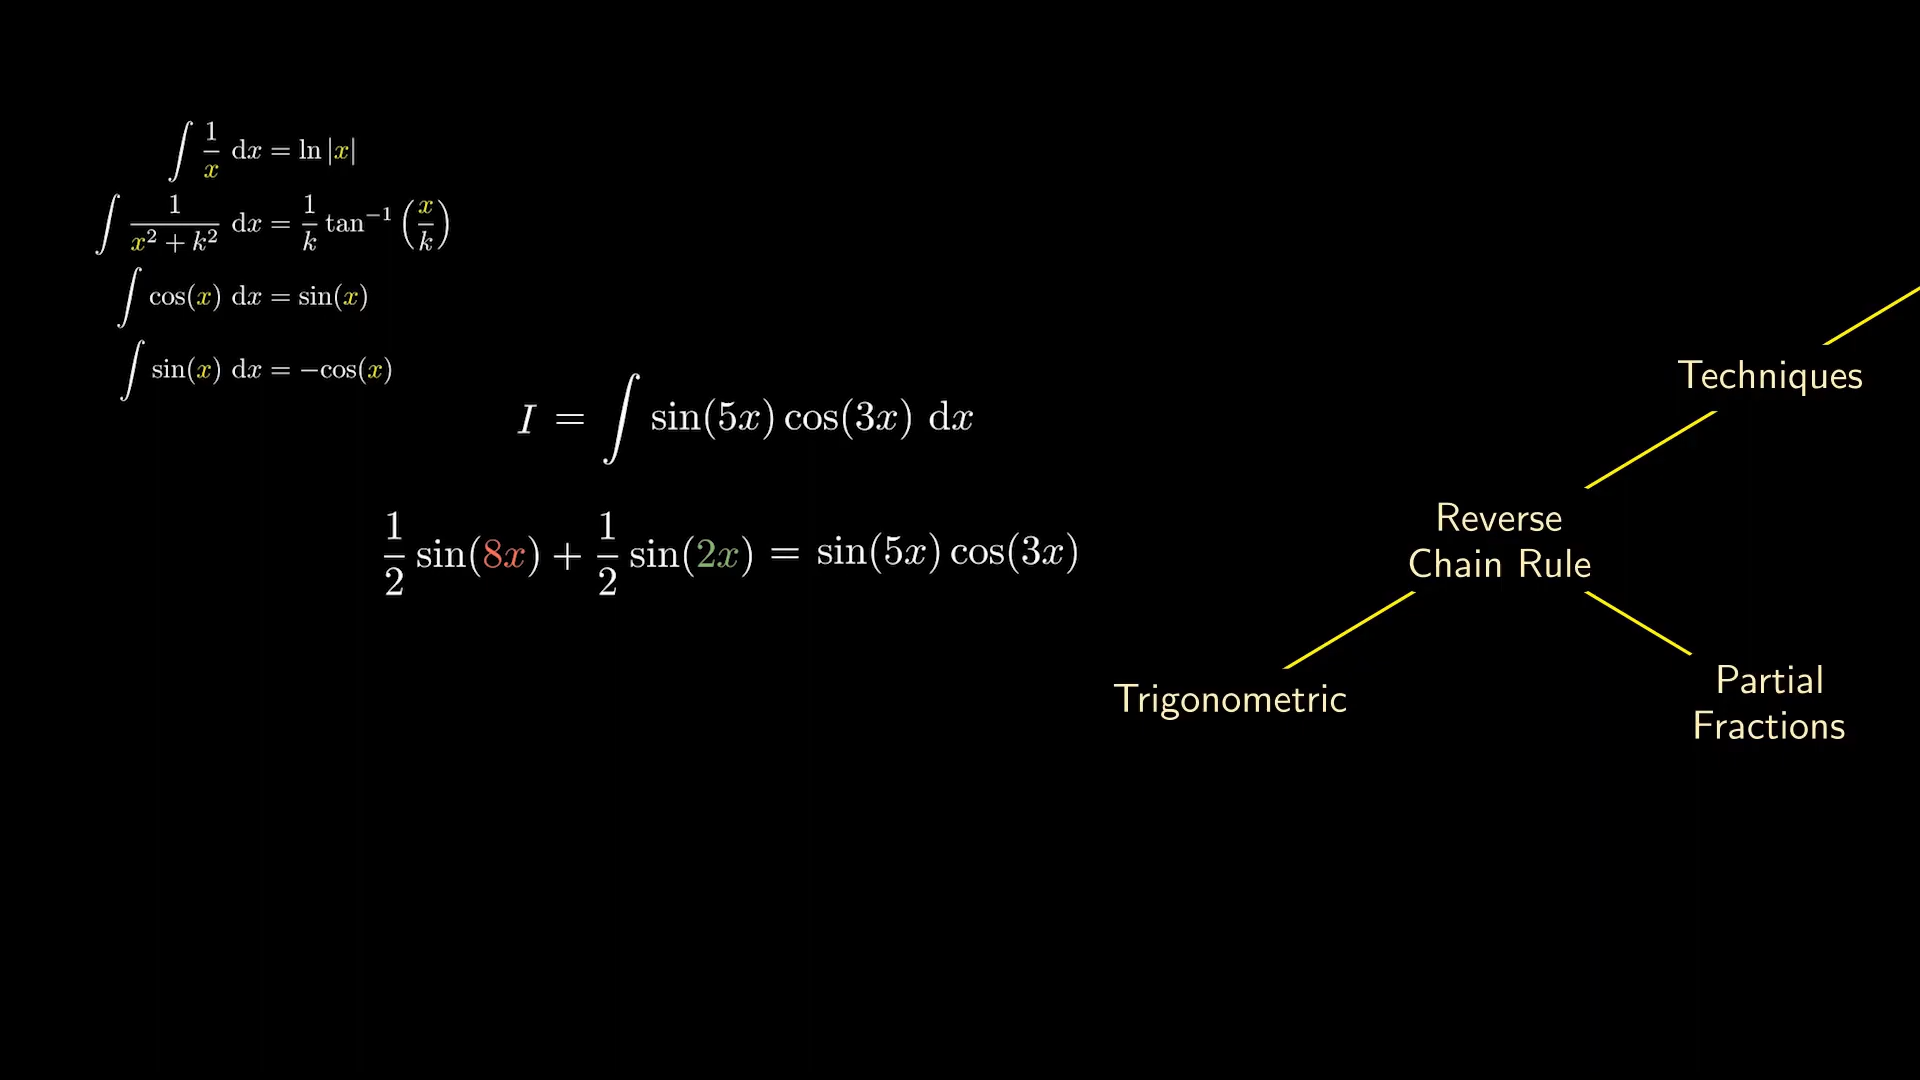 ∫ 1/x dx = ln|x|
∫ 1/(x² + k²) dx = 1/k tan⁻¹(x/k)
∫ cos(x) dx = sin(x)
∫ sin(x) dx = −cos(x)
I = ∫ sin(5x) cos(3x) dx
1/2 sin(8x) + 1/2 sin(2x) = sin(5x) cos(3x)
Techniques
Reverse
Chain Rule
Trigonometric
Partial
Fractions